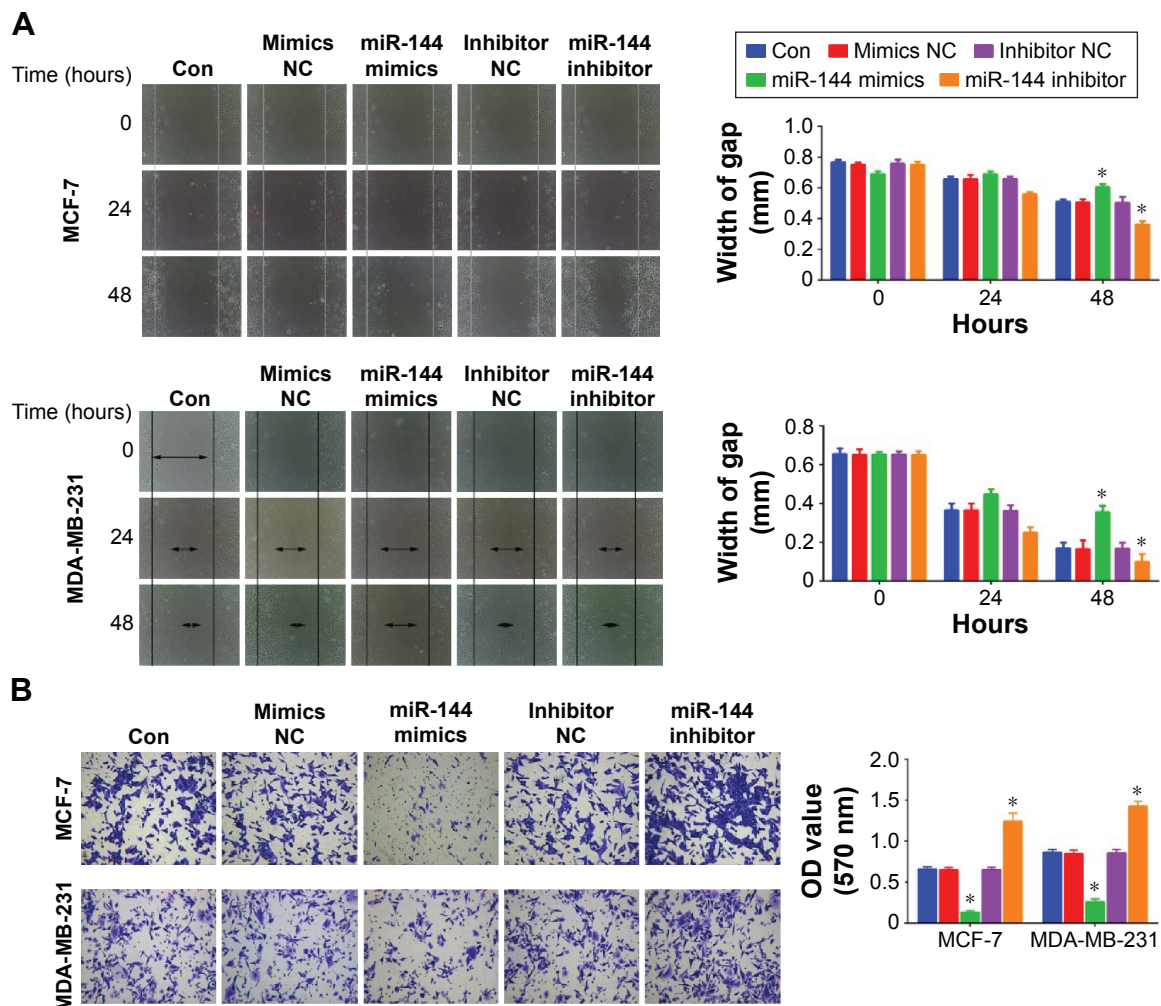 A
Time (hours)
Con
Mimics
NC
miR-144
mimics
Inhibitor
NC
miR-144
inhibitor
MCF-7
0
24
48
Con
Mimics NC
Inhibitor NC
miR-144 mimics
miR-144 inhibitor
Width of gap
(mm)
1.0
0.8
0.6
0.4
0.2
0
*
*
0
24
48
Hours
Time (hours)
Con
Mimics
NC
miR-144
mimics
Inhibitor
NC
miR-144
inhibitor
MDA-MB-231
0
24
48
Width of gap
(mm)
0.8
0.6
0.4
0.2
0
*
*
0
24
48
Hours
B
Con
Mimics
NC
miR-144
mimics
Inhibitor
NC
miR-144
inhibitor
MCF-7
MDA-MB-231
OD value
(570 nm)
2.0
1.5
1.0
0.5
0
*
*
*
*
MCF-7
MDA-MB-231